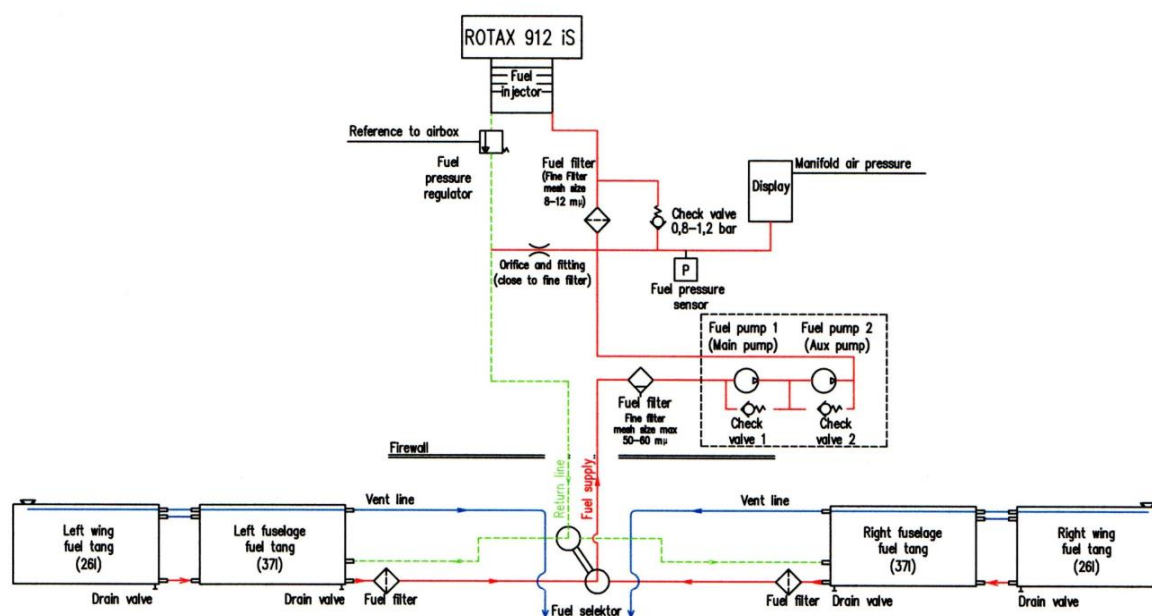 ROTAX 912 iS
Fuel
injector
Reference to airbox
Fuel
pressure
regulator
Fuel filter
(Fine Filter
mesh size
8-12 mµ)
Check valve
0,8-1,2 bar
Display
Manifold air pressure
Orifice and fitting
(close to fine filter)
P
Fuel pressure
sensor
Fuel pump 1
(Main pump)
Fuel pump 2
(Aux pump)
Check
valve 1
Check
valve 2
Fuel filter
Fine filter
mesh size max
50-60 mµ
Firewall
Return line
Fuel supply
Vent line
Vent line
Left wing
fuel tang
(26l)
Left fuselage
fuel tang
(37l)
Right fuselage
fuel tang
(37l)
Right wing
fuel tang
(26l)
Drain valve
Drain valve
Fuel filter
Fuel selektor
Fuel filter
Drain valve
Drain valve